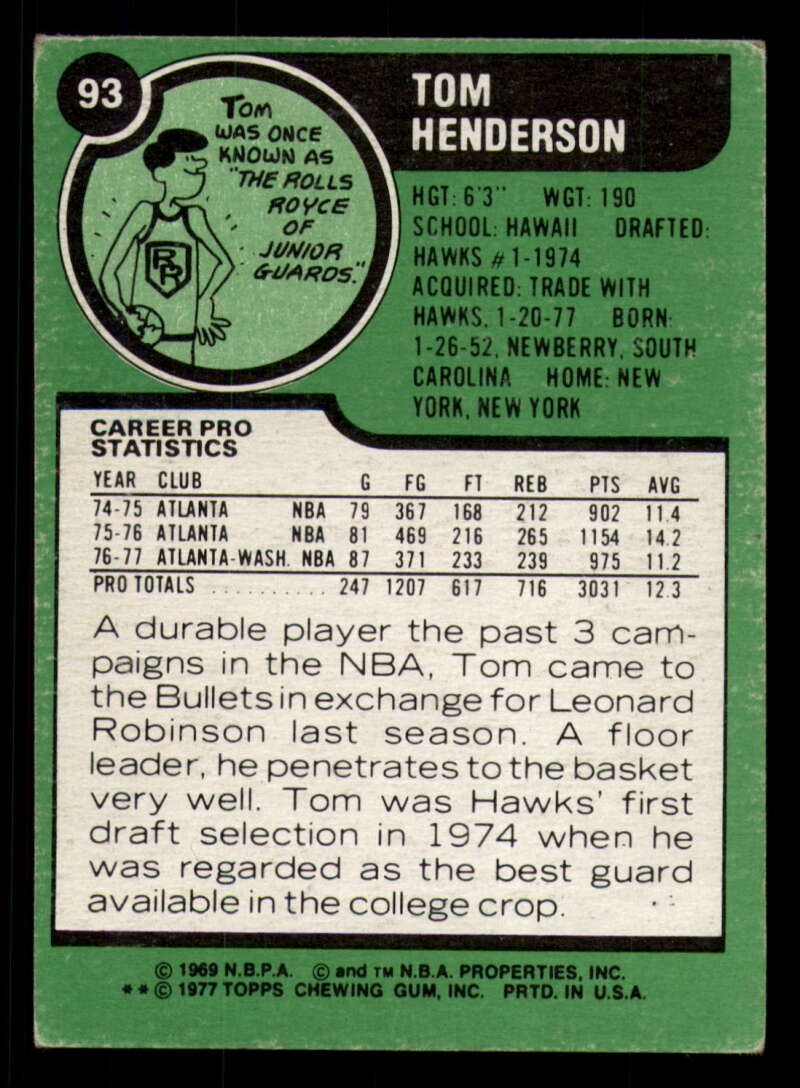 93
TOM
HENDERSON
TOM
WAS ONCE
KNOWN AS
"THE ROLLS
ROYCE
OF
JUNIOR
GUARDS."
RR
HGT: 6'3" WGT: 190
SCHOOL: HAWAII DRAFTED:
HAWKS #1-1974
ACQUIRED: TRADE WITH
HAWKS, 1-20-77 BORN:
1-26-52, NEWBERRY, SOUTH
CAROLINA HOME: NEW
YORK, NEW YORK
CAREER PRO
STATISTICS
YEAR CLUB G FG FT REB PTS AVG
74-75 ATLANTA NBA 79 367 168 212 902 11.4
75-76 ATLANTA NBA 81 469 216 265 1154 14.2
76-77 ATLANTA-WASH. NBA 87 371 233 239 975 11.2
PRO TOTALS .......... 247 1207 617 716 3031 12.3
A durable player the past 3 cam-
paigns in the NBA, Tom came to
the Bullets in exchange for Leonard
Robinson last season. A floor
leader, he penetrates to the basket
very well. Tom was Hawks' first
draft selection in 1974 when he
was regarded as the best guard
available in the college crop.
© 1969 N.B.P.A. © and TM N.B.A. PROPERTIES, INC.
**© 1977 TOPPS CHEWING GUM, INC. PRTD. IN U.S.A.